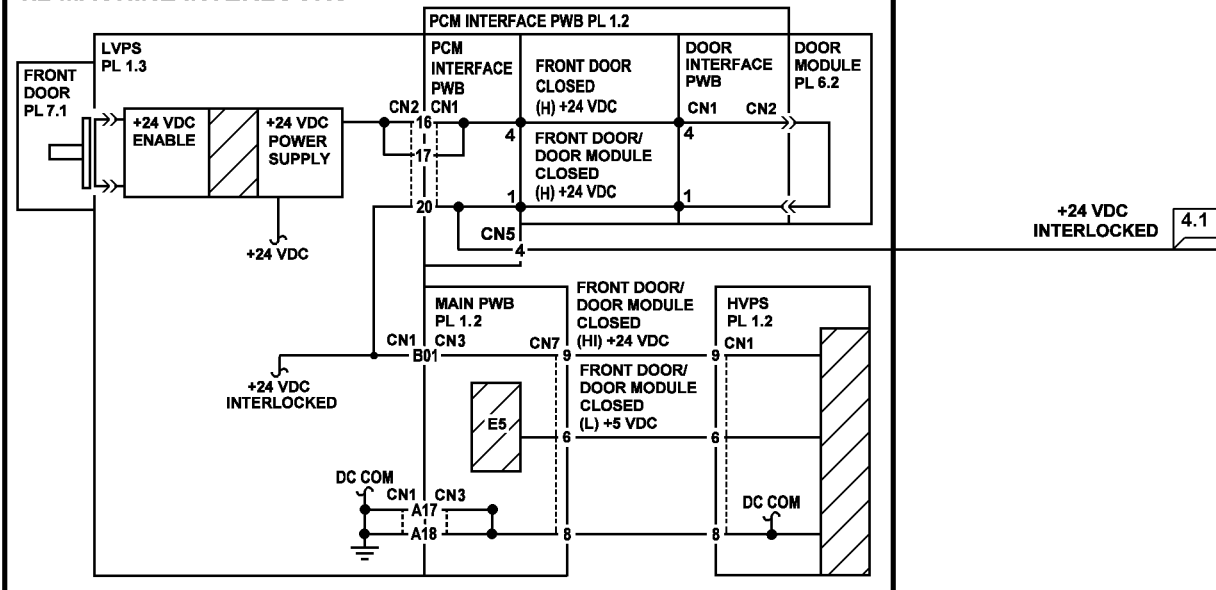 PCM INTERFACE PWB PL 1.2
LVPS
PL 1.3
FRONT
DOOR
PL 7.1
+24 VDC
ENABLE
+24 VDC
POWER
SUPPLY
+24 VDC
PCM
INTERFACE
PWB
CN2 CN1
16
17
20
FRONT DOOR
CLOSED
(H) +24 VDC
4
FRONT DOOR/
DOOR MODULE
CLOSED
(H) +24 VDC
1
CN5
4
DOOR
INTERFACE
PWB
CN1 CN2
4
1
DOOR
MODULE
PL 6.2
+24 VDC
INTERLOCKED
4.1
MAIN PWB
PL 1.2
CN1 CN3
B01
+24 VDC
INTERLOCKED
E5
DC COM
CN1 CN3
A17
A18
FRONT DOOR/
DOOR MODULE
CLOSED
(HI) +24 VDC
CN7 9
FRONT DOOR/
DOOR MODULE
CLOSED
(L) +5 VDC
6
8
HVPS
PL 1.2
9 CN1
6
DC COM
8